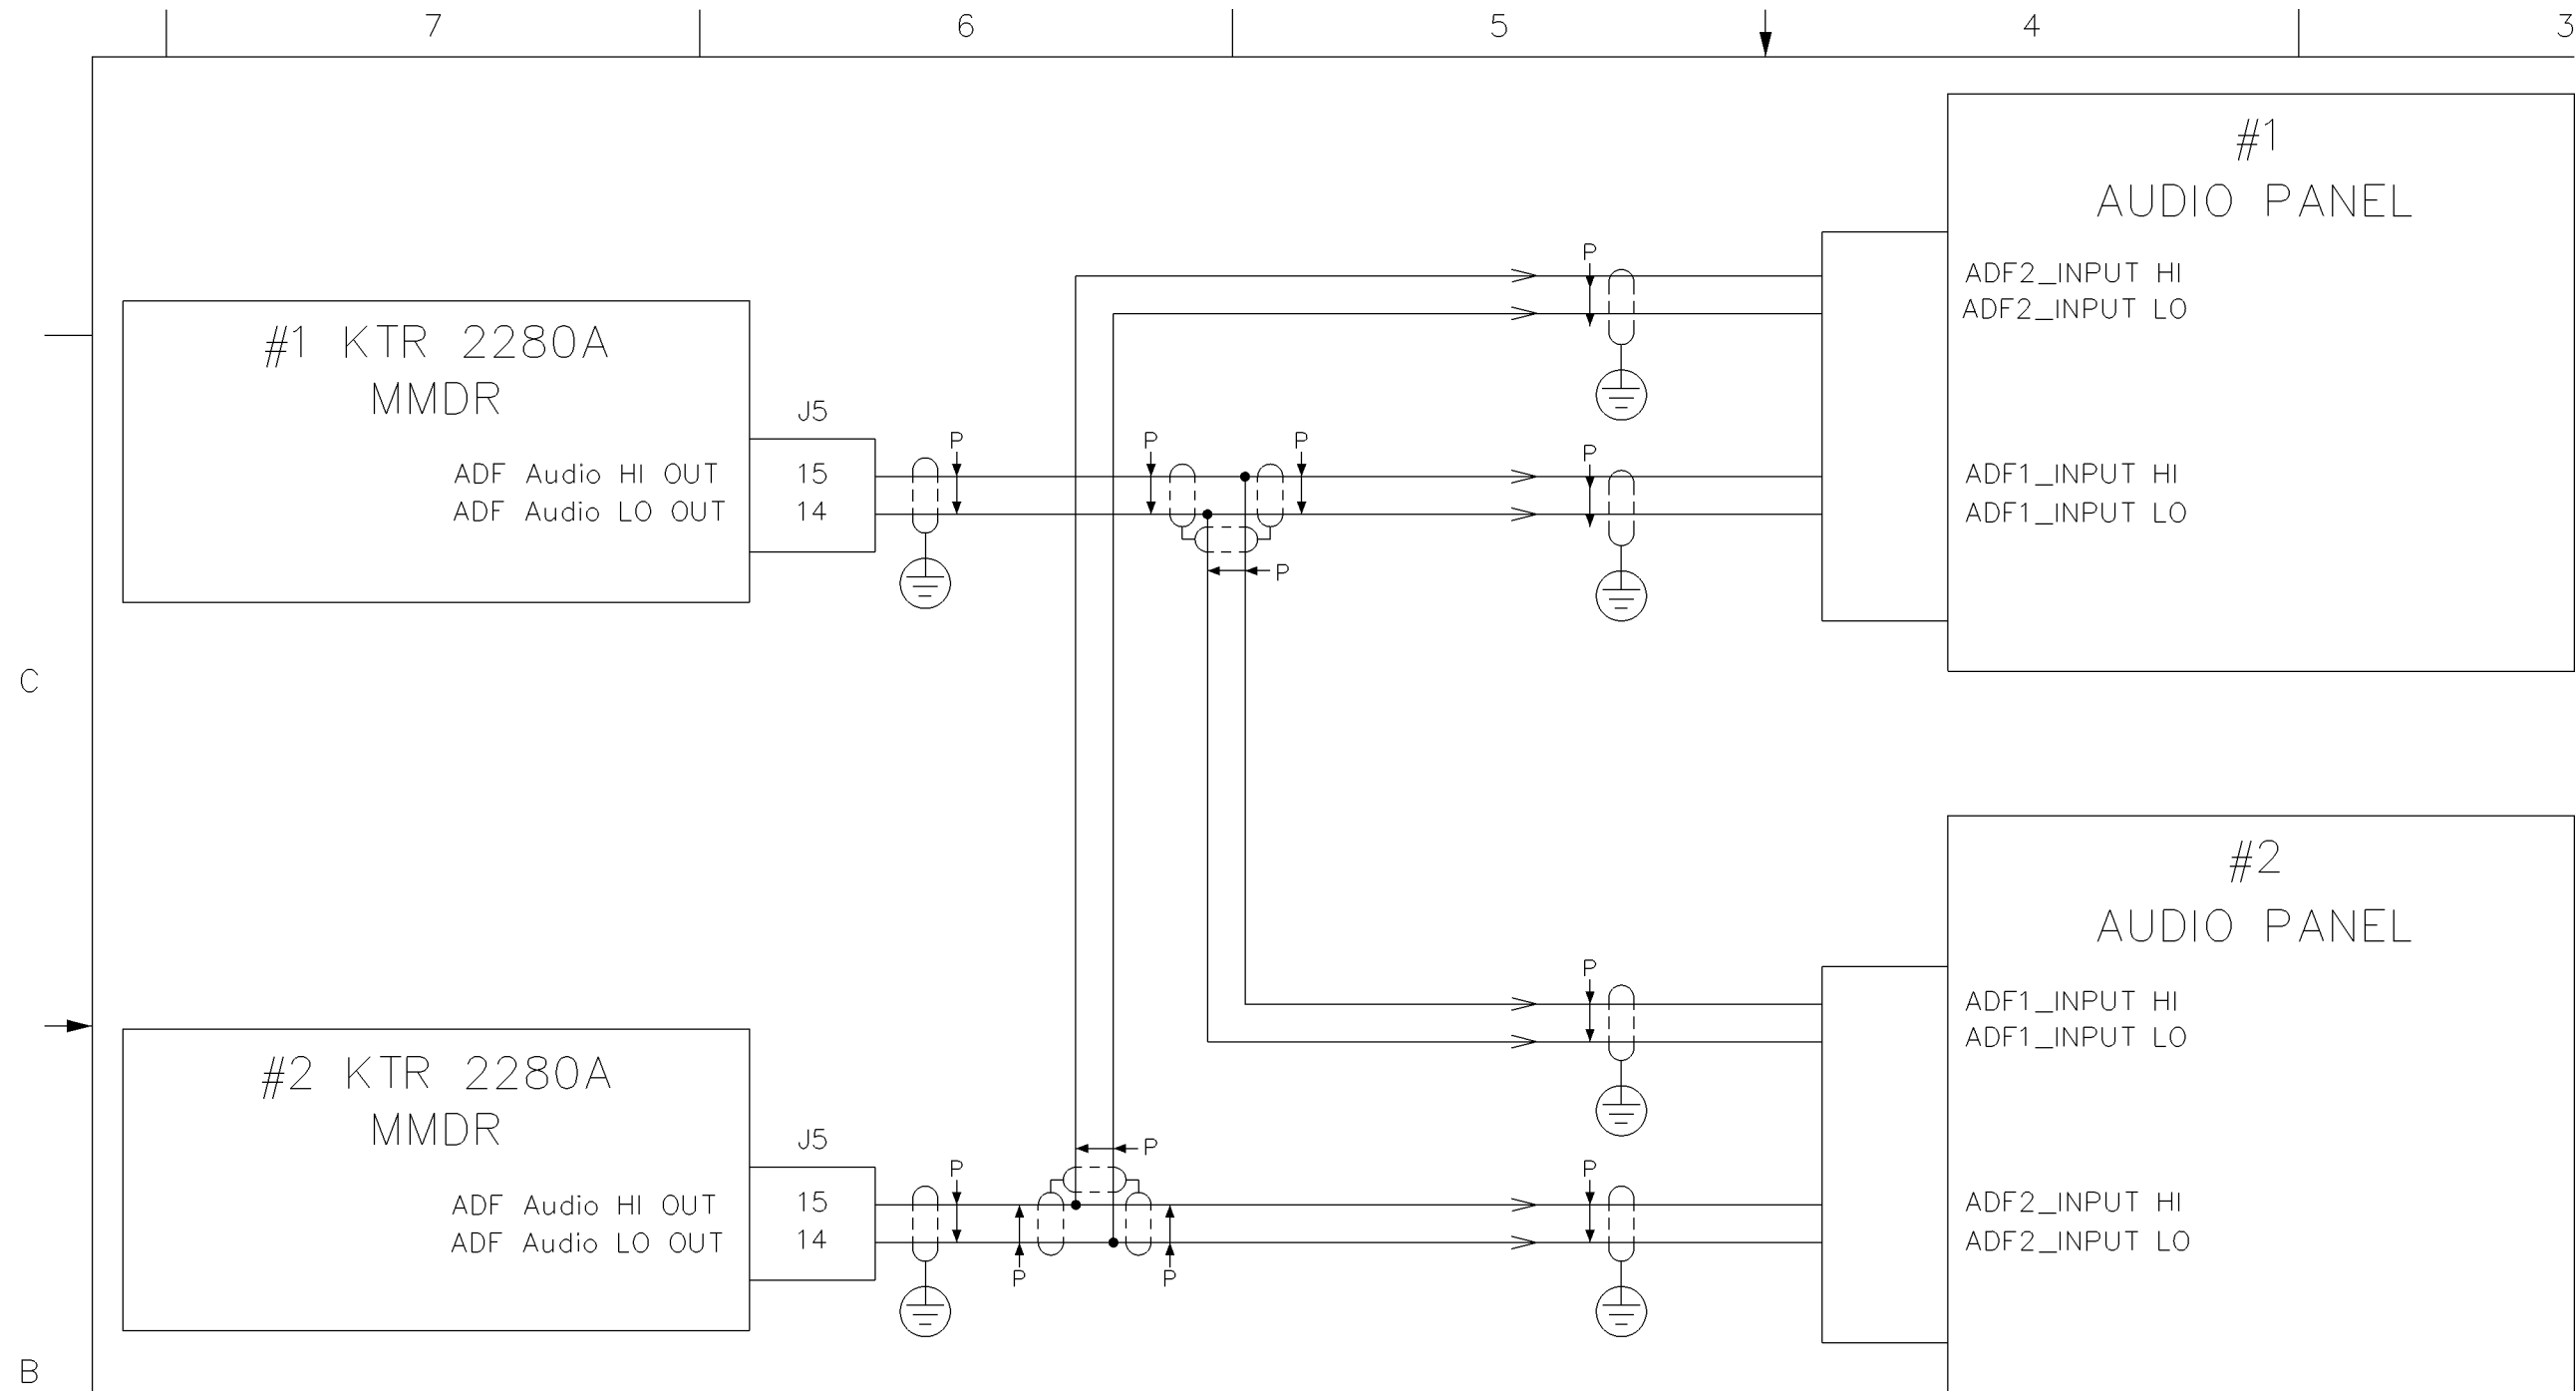 7 6 5 4 3
#1
AUDIO PANEL
P
ADF2_INPUT HI
ADF2_INPUT LO
#1 KTR 2280A
MMDR
J5
P P P P
ADF Audio HI OUT 15 ADF1_INPUT HI
ADF Audio LO OUT 14 ADF1_INPUT LO
P
C
#2
AUDIO PANEL
P
ADF1_INPUT HI
ADF1_INPUT LO
#2 KTR 2280A
MMDR
J5
P
P P
ADF Audio HI OUT 15 ADF2_INPUT HI
ADF Audio LO OUT 14 ADF2_INPUT LO
P P
B